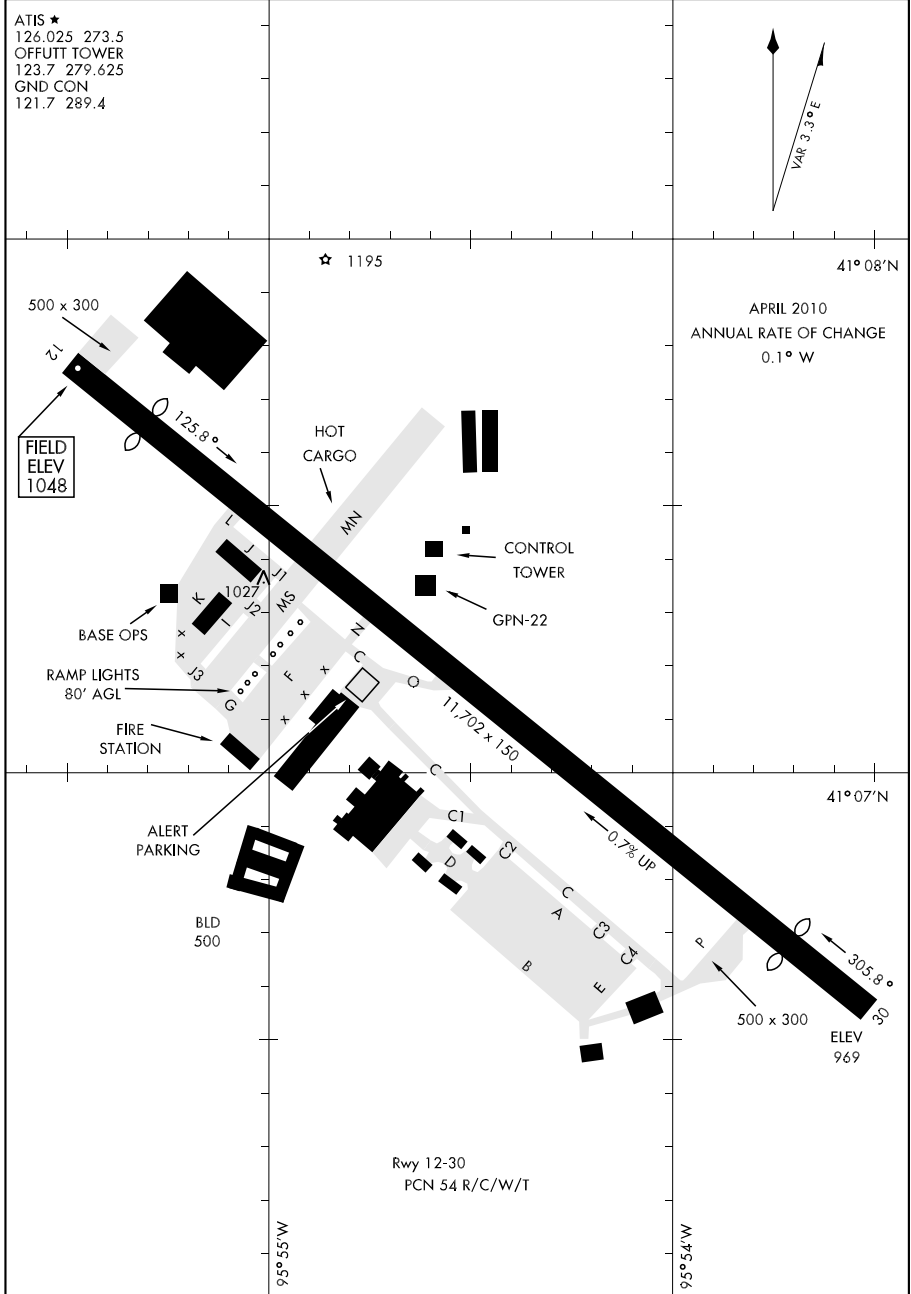 ATIS ★
126.025 273.5
OFFUTT TOWER
123.7 279.625
GND CON
121.7 289.4
VAR 3.3° E
1195
41° 08'N
500 x 300
APRIL 2010
ANNUAL RATE OF CHANGE
0.1° W
12
125.8°
FIELD
ELEV
1048
HOT
CARGO
MN
L
J
J1
1027
CONTROL
TOWER
K
J2
MS
I
GPN-22
BASE OPS
N
C
J3
F
RAMP LIGHTS
80' AGL
G
O
11,702 x 150
FIRE
STATION
C
41° 07'N
C1
ALERT
PARKING
C2
0.7% UP
D
C
A
BLD
500
C3
C4
P
B
305.8°
E
500 x 300
30
ELEV
969
Rwy 12-30
PCN 54 R/C/W/T
95° 55'W
95° 54'W